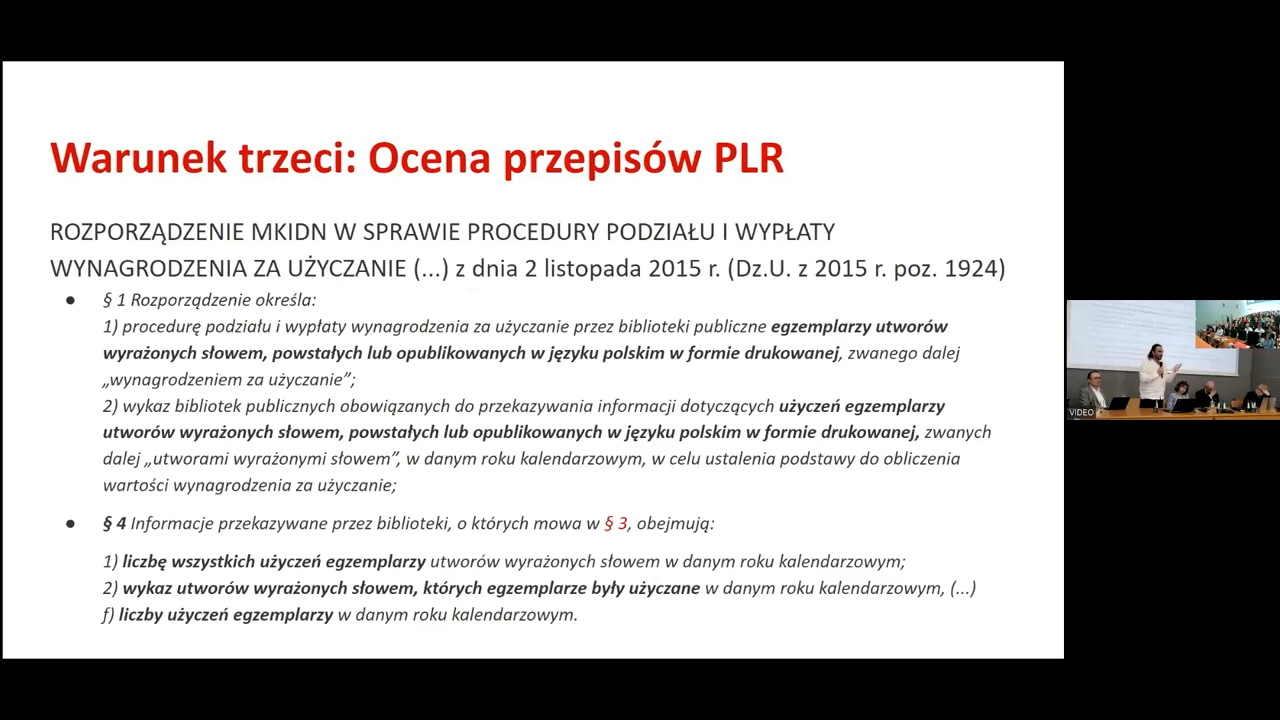 Warunek trzeci: Ocena przepisów PLR
ROZPORZĄDZENIE MKIDN W SPRAWIE PROCEDURY PODZIAŁU I WYPŁATY
WYNAGRODZENIA ZA UŻYCZANIE (...) z dnia 2 listopada 2015 r. (Dz.U. z 2015 r. poz. 1924)
● § 1 Rozporządzenie określa:
1) procedurę podziału i wypłaty wynagrodzenia za użyczanie przez biblioteki publiczne egzemplarzy utworów
wyrażonych słowem, powstałych lub opublikowanych w języku polskim w formie drukowanej, zwanego dalej
„wynagrodzeniem za użyczanie”;
2) wykaz bibliotek publicznych obowiązanych do przekazywania informacji dotyczących użyczeń egzemplarzy
utworów wyrażonych słowem, powstałych lub opublikowanych w języku polskim w formie drukowanej, zwanych
dalej „utworami wyrażonymi słowem”, w danym roku kalendarzowym, w celu ustalenia podstawy do obliczenia
wartości wynagrodzenia za użyczanie;
● § 4 Informacje przekazywane przez biblioteki, o których mowa w § 3, obejmują:
1) liczbę wszystkich użyczeń egzemplarzy utworów wyrażonych słowem w danym roku kalendarzowym;
2) wykaz utworów wyrażonych słowem, których egzemplarze były użyczane w danym roku kalendarzowym, (...)
f) liczby użyczeń egzemplarzy w danym roku kalendarzowym.
VIDEO